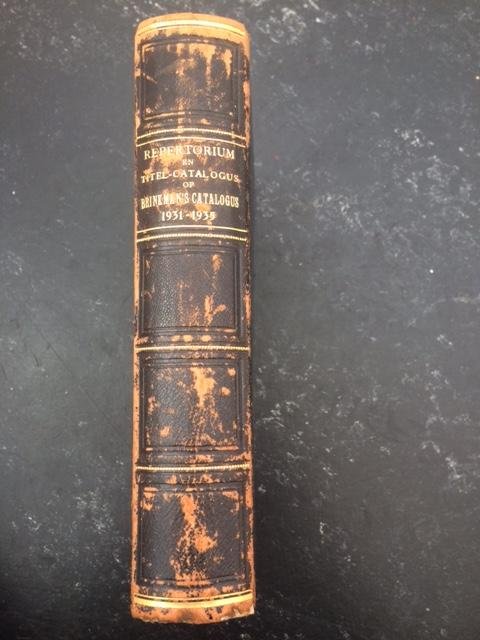 REPERTORIUM
EN
TITEL-CATALOGUS
OP
BRINKMAN'S CATALOGUS
1931-1935